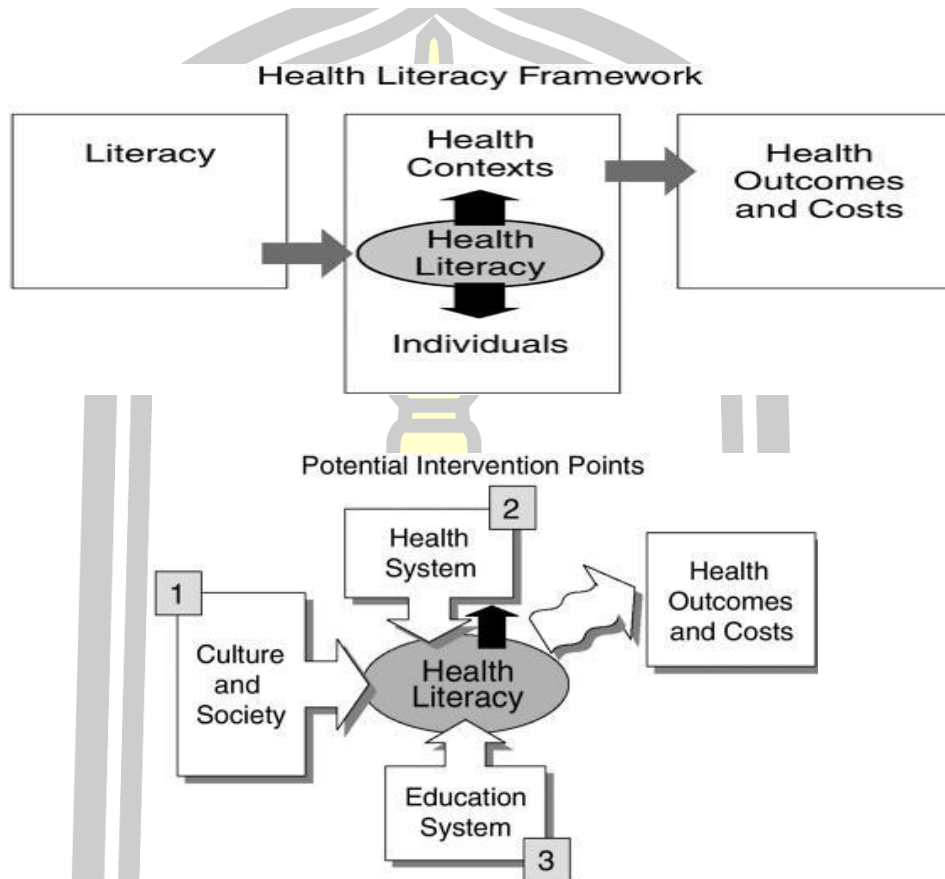 Health Literacy Framework
Literacy
Health
Contexts
Health
Literacy
Individuals
Health
Outcomes
and Costs
Potential Intervention Points
1
Culture
and
Society
2
Health
System
Health
Literacy
Education
System
3
Health
Outcomes
and Costs